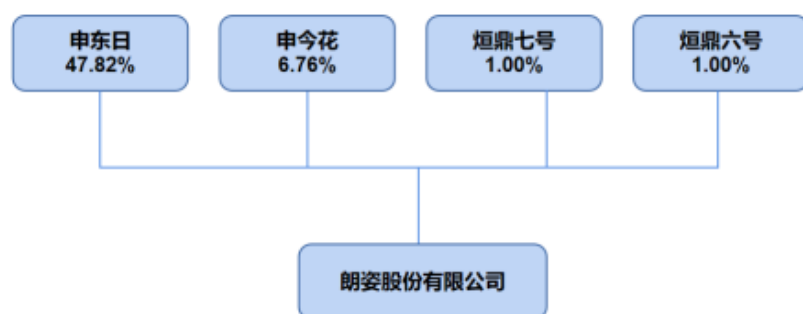 申东日
47.82%
申今花
6.76%
烜鼎七号
1.00%
烜鼎六号
1.00%
朗姿股份有限公司